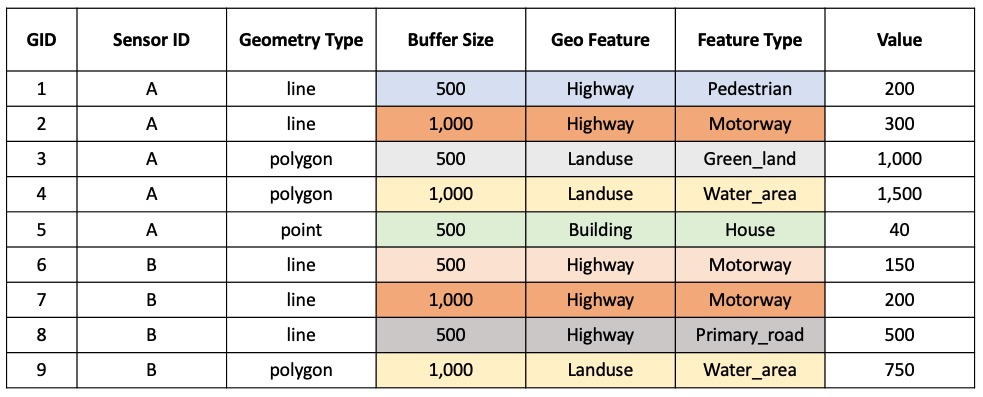 GID Sensor ID Geometry Type Buffer Size Geo Feature Feature Type Value
1 A line 500 Highway Pedestrian 200
2 A line 1,000 Highway Motorway 300
3 A polygon 500 Landuse Green_land 1,000
4 A polygon 1,000 Landuse Water_area 1,500
5 A point 500 Building House 40
6 B line 500 Highway Motorway 150
7 B line 1,000 Highway Motorway 200
8 B line 500 Highway Primary_road 500
9 B polygon 1,000 Landuse Water_area 750